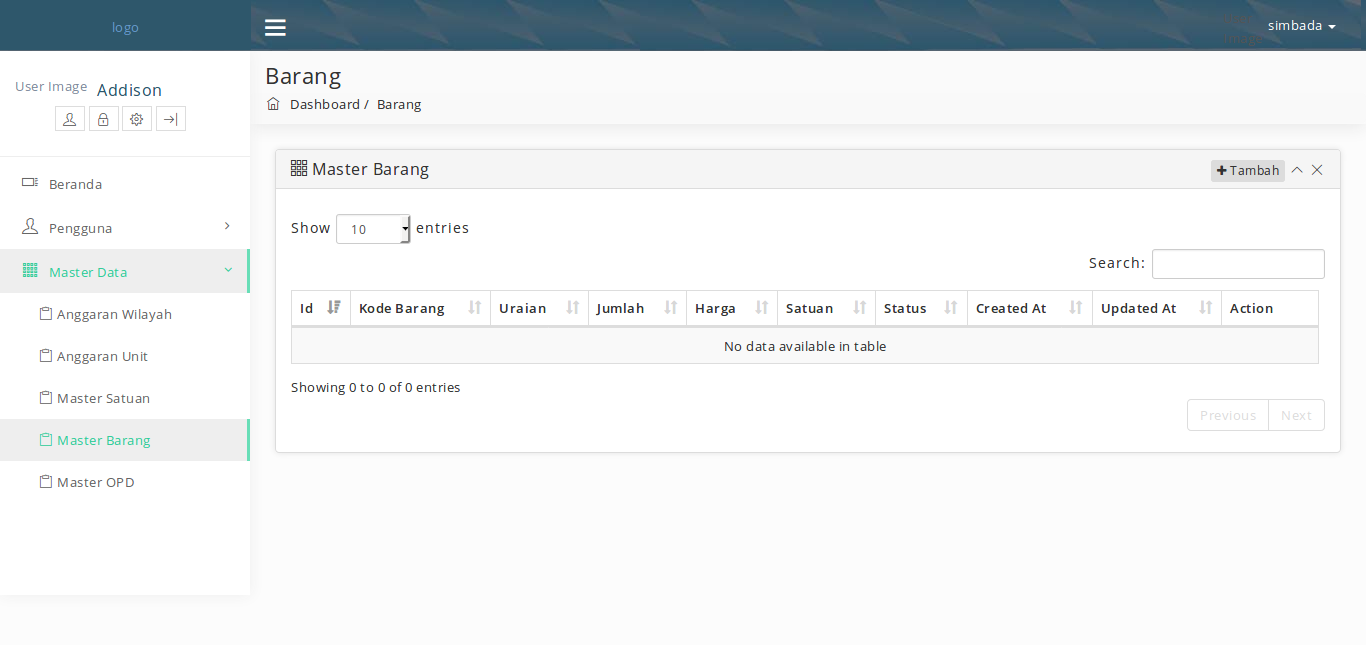 logo
simbada
User Image Addison
Barang
Dashboard / Barang
Beranda
Pengguna
Master Data
Anggaran Wilayah
Anggaran Unit
Master Satuan
Master Barang
Master OPD
Master Barang
Tambah
Show 10 entries
Search:
Id Kode Barang Uraian Jumlah Harga Satuan Status Created At Updated At Action
No data available in table
Showing 0 to 0 of 0 entries
Previous Next